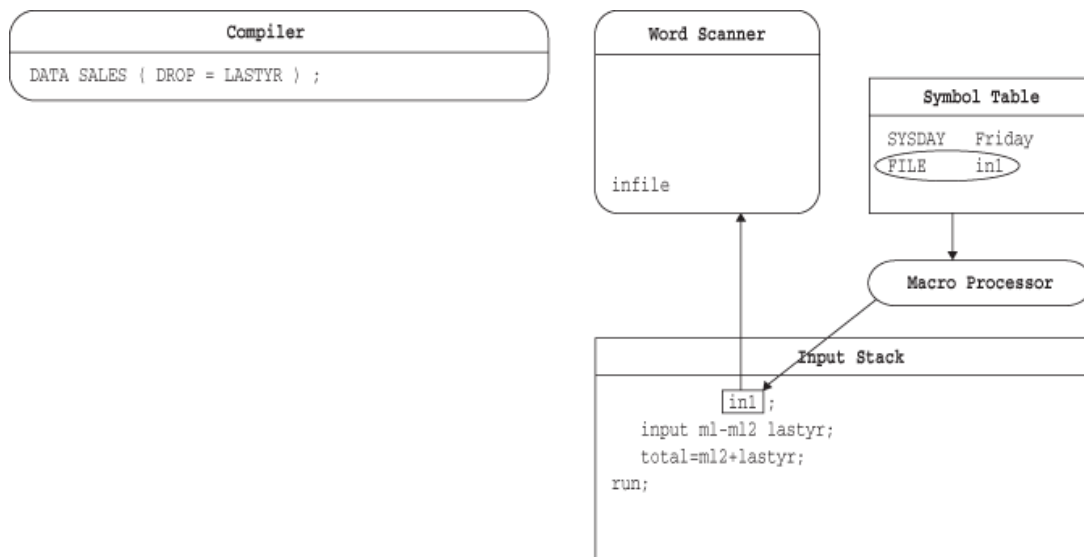 Compiler
DATA SALES ( DROP = LASTYR ) ;
Word Scanner
infile
Symbol Table
SYSDAY Friday
FILE in1
Macro Processor
Input Stack
in1 ;
input m1-m12 lastyr;
total=m12+lastyr;
run;